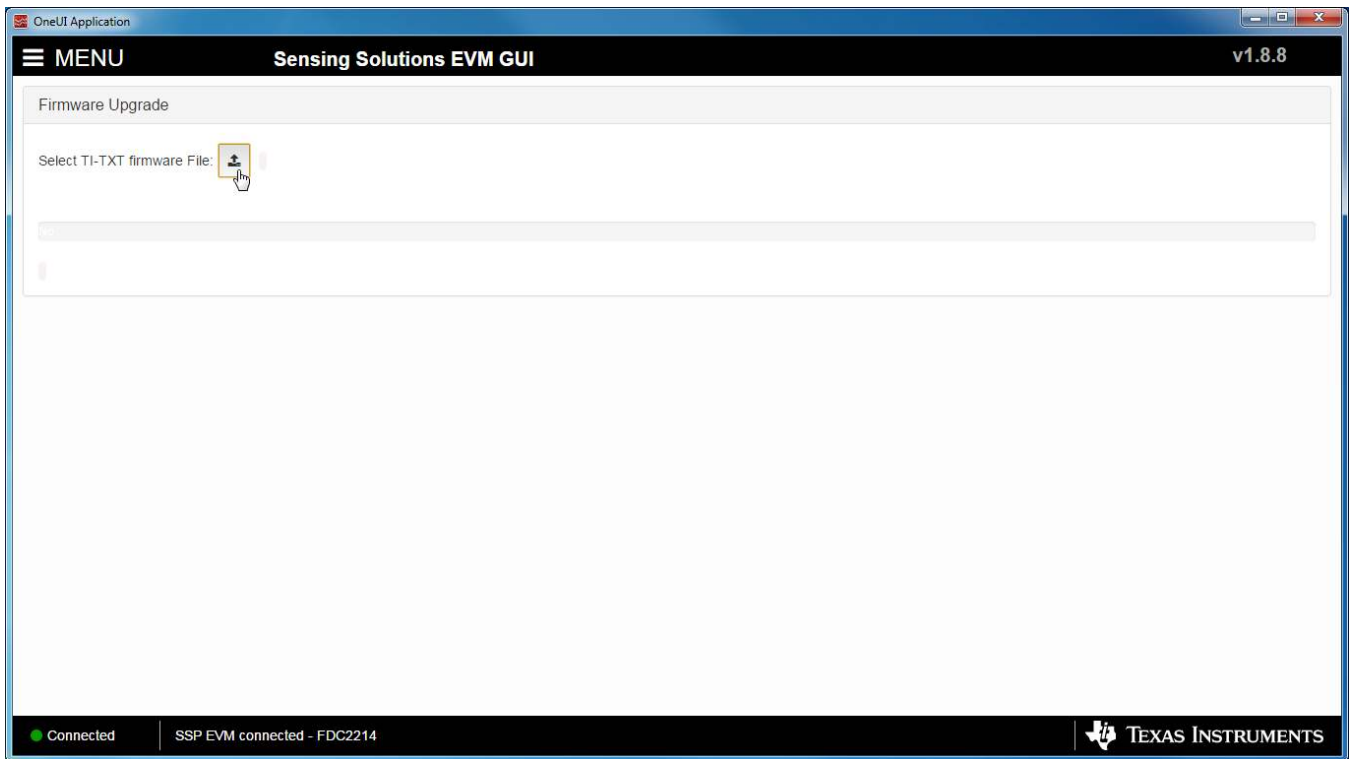 OneUI Application
MENU
Sensing Solutions EVM GUI
v1.8.8
Firmware Upgrade
Select TI-TXT firmware File:
Connected
SSP EVM connected - FDC2214
TEXAS INSTRUMENTS